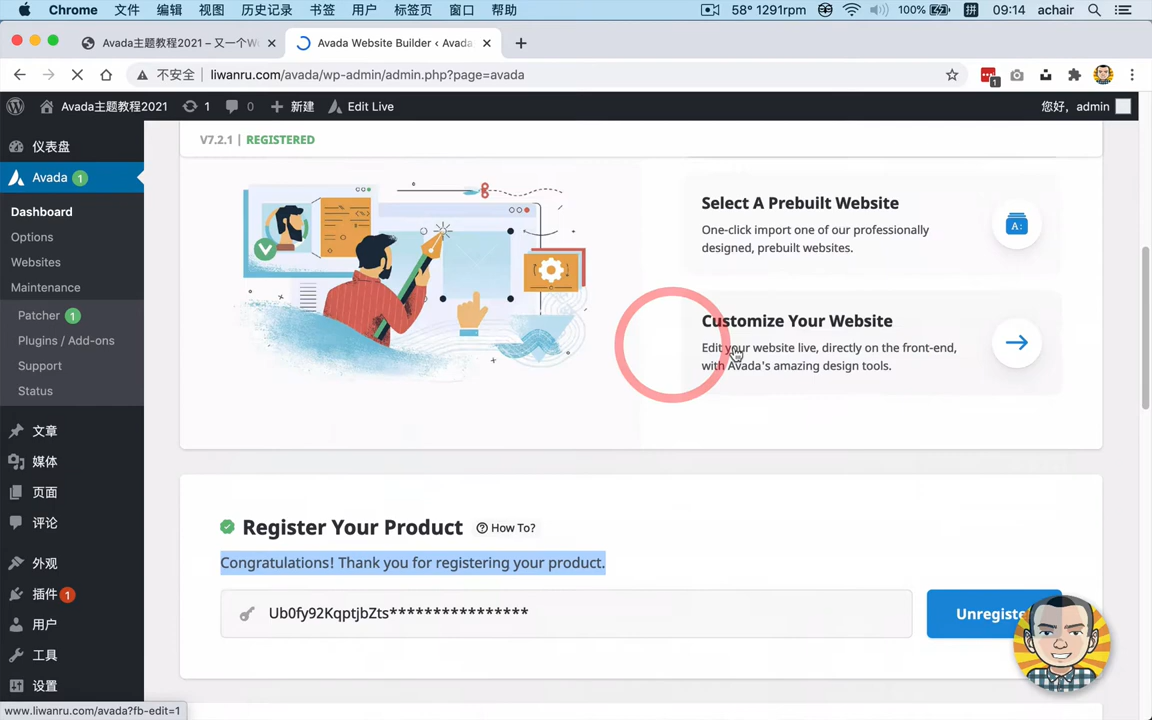 Chrome 文件 编辑 视图 历史记录 书签 用户 标签页 窗口 帮助 58° 1291rpm 100% 拼 09:14 achair
Avada主题教程2021 – 又一个W Avada Website Builder ‹ Avada
不安全 liwanru.com/avada/wp-admin/admin.php?page=avada 1
Avada主题教程2021 1 0 新建 Edit Live 您好, admin
仪表盘
Avada 1
Dashboard
Options
Websites
Maintenance
Patcher 1
Plugins / Add-ons
Support
Status
文章
媒体
页面
评论
外观
插件 1
用户
工具
设置
V7.2.1 | REGISTERED
Select A Prebuilt Website
One-click import one of our professionally
designed, prebuilt websites.
A:
Customize Your Website
Edit your website live, directly on the front-end,
with Avada's amazing design tools.
Register Your Product How To?
Congratulations! Thank you for registering your product.
Ub0fy92KqptjbZts****************
Unregiste
www.liwanru.com/avada?fb-edit=1